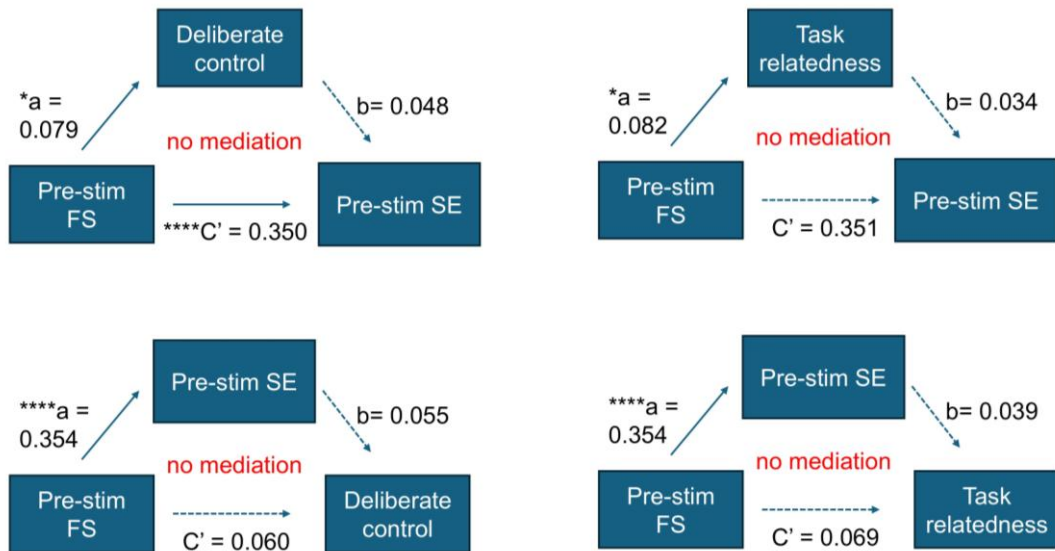 Deliberate
control
*a =
0.079
b= 0.048
no mediation
Pre-stim
FS
Pre-stim SE
****C’ = 0.350
Task
relatedness
*a =
0.082
b= 0.034
no mediation
Pre-stim
FS
Pre-stim SE
C’ = 0.351
Pre-stim SE
****a =
0.354
b= 0.055
no mediation
Pre-stim
FS
Deliberate
control
C’ = 0.060
Pre-stim SE
****a =
0.354
b= 0.039
no mediation
Pre-stim
FS
Task
relatedness
C’ = 0.069